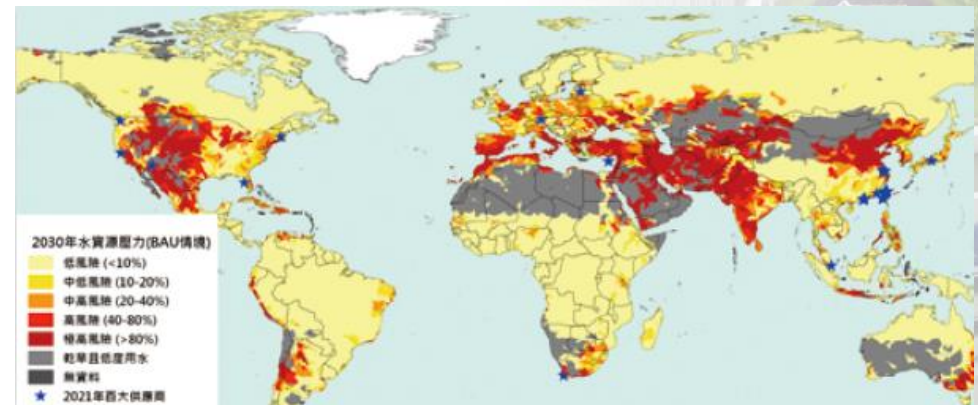 2030年水資源壓力(BAU情境)
低風險 (<10%)
中低風險 (10-20%)
中高風險 (20-40%)
高風險 (40-80%)
極高風險 (>80%)
乾旱且低度用水
無資料
2021年百大供應商